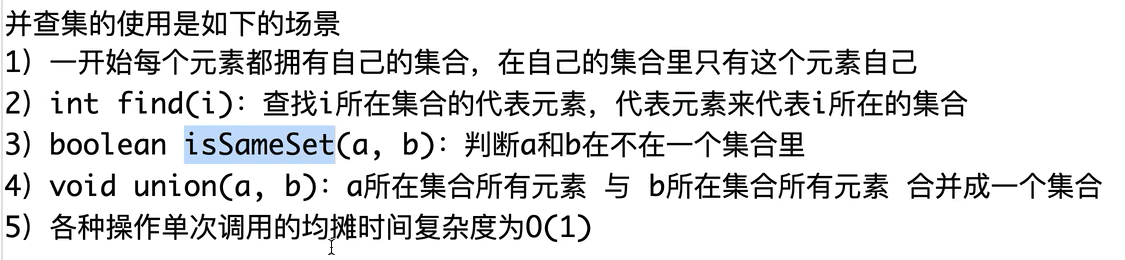 并查集的使用是如下的场景
1) 一开始每个元素都拥有自己的集合，在自己的集合里只有这个元素自己
2) int find(i)：查找i所在集合的代表元素，代表元素来代表i所在的集合
3) boolean isSameSet(a, b)：判断a和b在不在一个集合里
4) void union(a, b)：a所在集合所有元素 与 b所在集合所有元素 合并成一个集合
5) 各种操作单次调用的均摊时间复杂度为O(1)